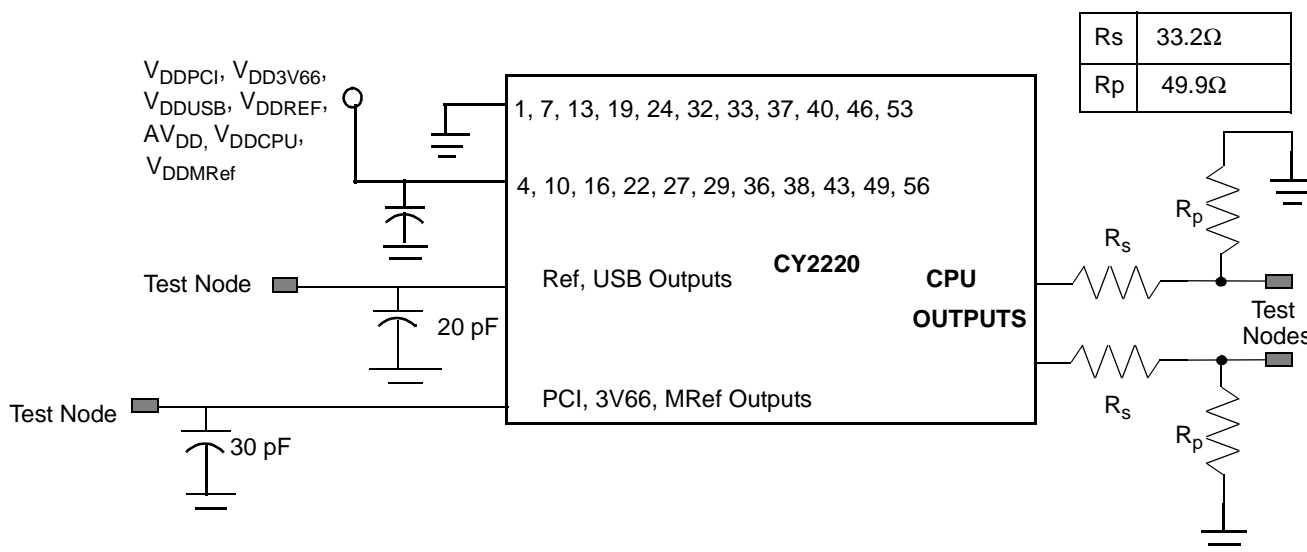 Rs 33.2Ω
Rp 49.9Ω
VDDPCI, VDD3V66,
VDDUSB, VDDREF,
AVDD, VDDCPU,
VDDMRef
1, 7, 13, 19, 24, 32, 33, 37, 40, 46, 53
4, 10, 16, 22, 27, 29, 36, 38, 43, 49, 56
Rp
Rs
Test Node
Ref, USB Outputs
CY2220
CPU
OUTPUTS
20 pF
Test
Nodes
Test Node
PCI, 3V66, MRef Outputs
Rs
Rp
30 pF